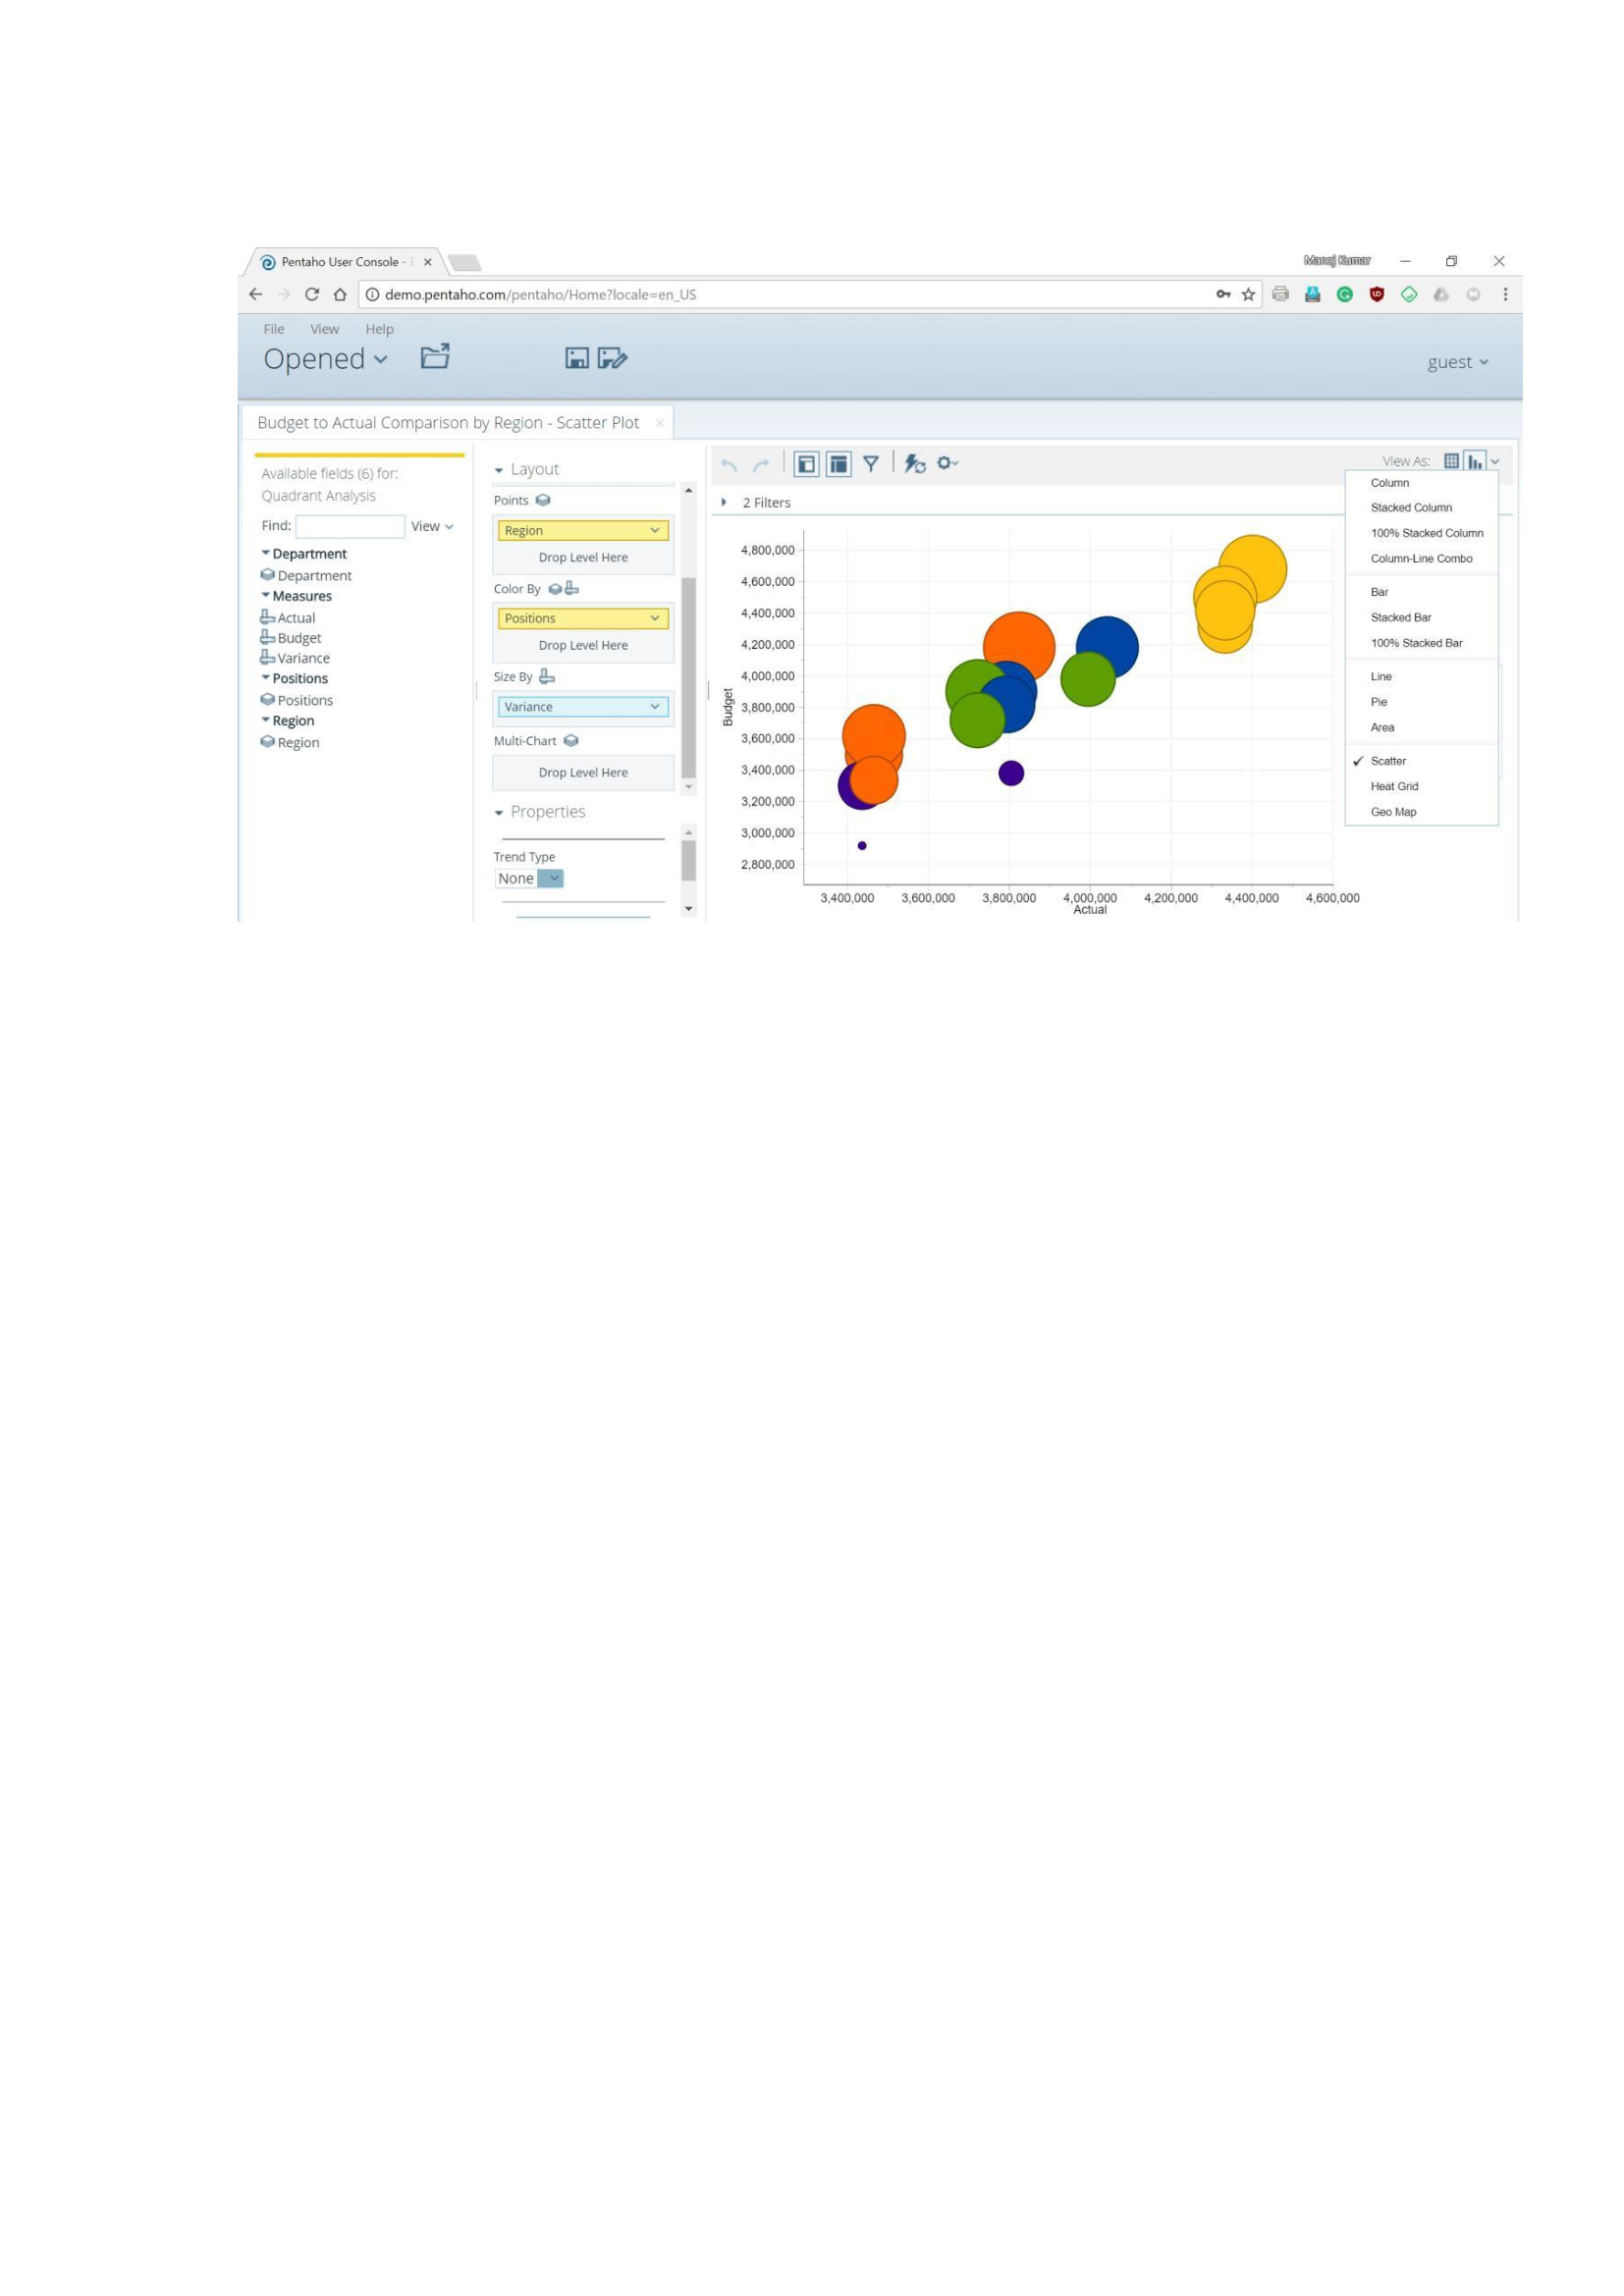 Pentaho User Console -
Manoj Kumar
demo.pentaho.com/pentaho/Home?locale=en_US
File View Help
Opened
guest
Budget to Actual Comparison by Region - Scatter Plot
Available fields (6) for:
Quadrant Analysis
Find:
View
Department
Department
Measures
Actual
Budget
Variance
Positions
Positions
Region
Region
Layout
Points
Region
Drop Level Here
Color By
Positions
Drop Level Here
Size By
Variance
Multi-Chart
Drop Level Here
Properties
Trend Type
None
View As:
2 Filters
4,800,000
4,600,000
4,400,000
4,200,000
4,000,000
3,800,000
3,600,000
3,400,000
3,200,000
3,000,000
2,800,000
Budget
3,400,000 3,600,000 3,800,000 4,000,000 4,200,000 4,400,000 4,600,000
Actual
Column
Stacked Column
100% Stacked Column
Column-Line Combo
Bar
Stacked Bar
100% Stacked Bar
Line
Pie
Area
Scatter
Heat Grid
Geo Map